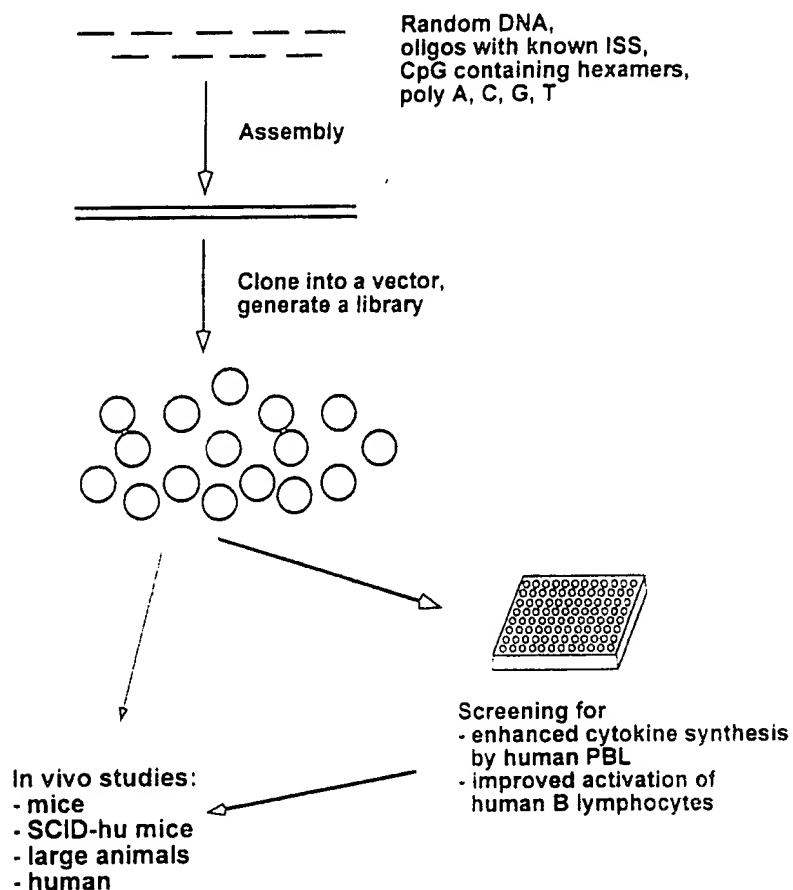 Random DNA,
oligos with known ISS,
CpG containing hexamers,
poly A, C, G, T
Assembly
Clone into a vector,
generate a library
Screening for
- enhanced cytokine synthesis
by human PBL
- improved activation of
human B lymphocytes
In vivo studies:
- mice
- SCID-hu mice
- large animals
- human